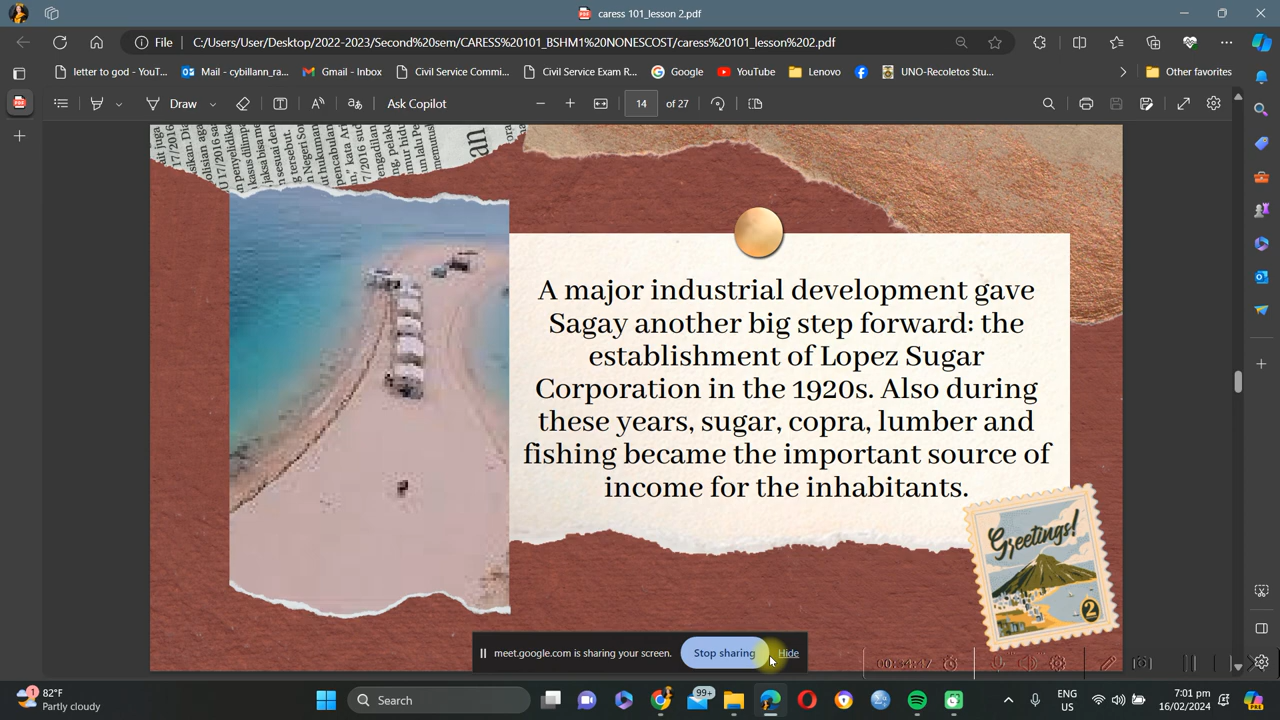 caress 101_lesson 2.pdf
File
C:/Users/User/Desktop/2022-2023/Second%20sem/CARESS%20101_BSHM1%20NONESCOST/caress%20101_lesson%202.pdf
letter to god - YouT...
Mail - cybillann_ra...
Gmail - Inbox
Civil Service Commi...
Civil Service Exam R...
Google
YouTube
Lenovo
UNO-Recoletos Stu...
Other favorites
Draw
Ask Copilot
14
of 27
A major industrial development gave
Sagay another big step forward: the
establishment of Lopez Sugar
Corporation in the 1920s. Also during
these years, sugar, copra, lumber and
fishing became the important source of
income for the inhabitants.
Greetings!
2
meet.google.com is sharing your screen.
Stop sharing
Hide
00:34:47
1
82°F
Partly cloudy
Search
99+
ENG
US
7:01 pm
16/02/2024